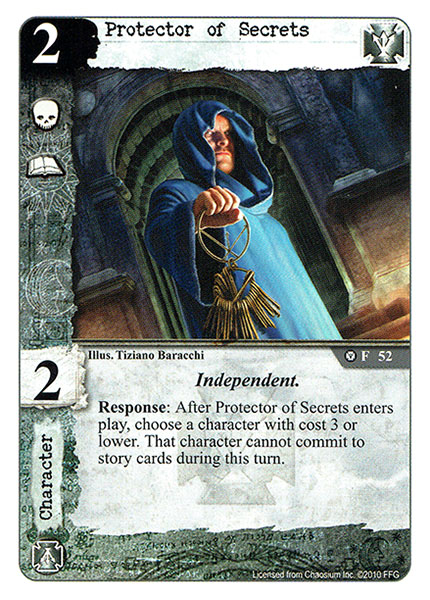 2
Protector of Secrets
Illus. Tiziano Baracchi
F 52
2
Independent.
Response: After Protector of Secrets enters
play, choose a character with cost 3 or
lower. That character cannot commit to
story cards during this turn.
Character
Licensed from Chaosium Inc. ©2010 FFG